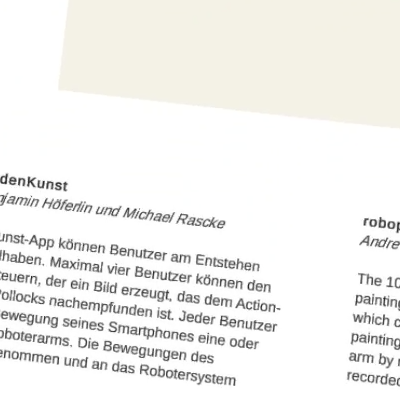 denKunst
jamin Höferlin und Michael Rascke
unst-App können Benutzer am Entstehen
lhaben. Maximal vier Benutzer können den
teuern, der ein Bild erzeugt, das dem Action-
Pollocks nachempfunden ist. Jeder Benutzer
Bewegung seines Smartphones eine oder
oboterarms. Die Bewegungen des
enommen und an das Robotersystem
robop
Andre
The 10
painting
which c
painting
arm by
recorded